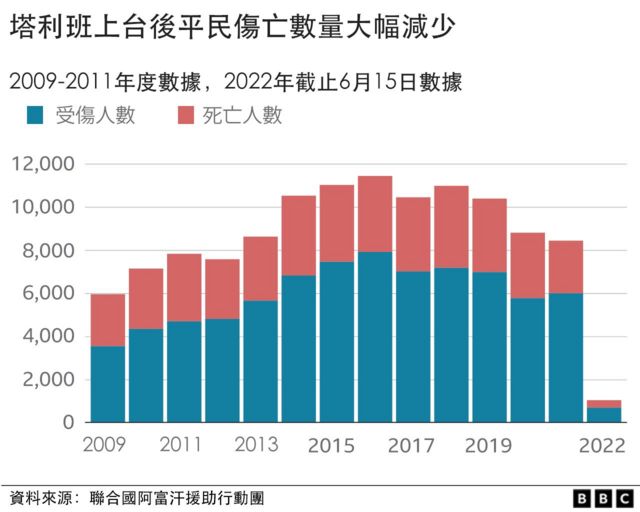 塔利班上台後平民傷亡數量大幅減少
2009-2011年度數據，2022年截止6月15日數據
受傷人數 死亡人數
12,000
10,000
8,000
6,000
4,000
2,000
0
2009 2011 2013 2015 2017 2019 2022
資料來源：聯合國阿富汗援助行動團 BBC